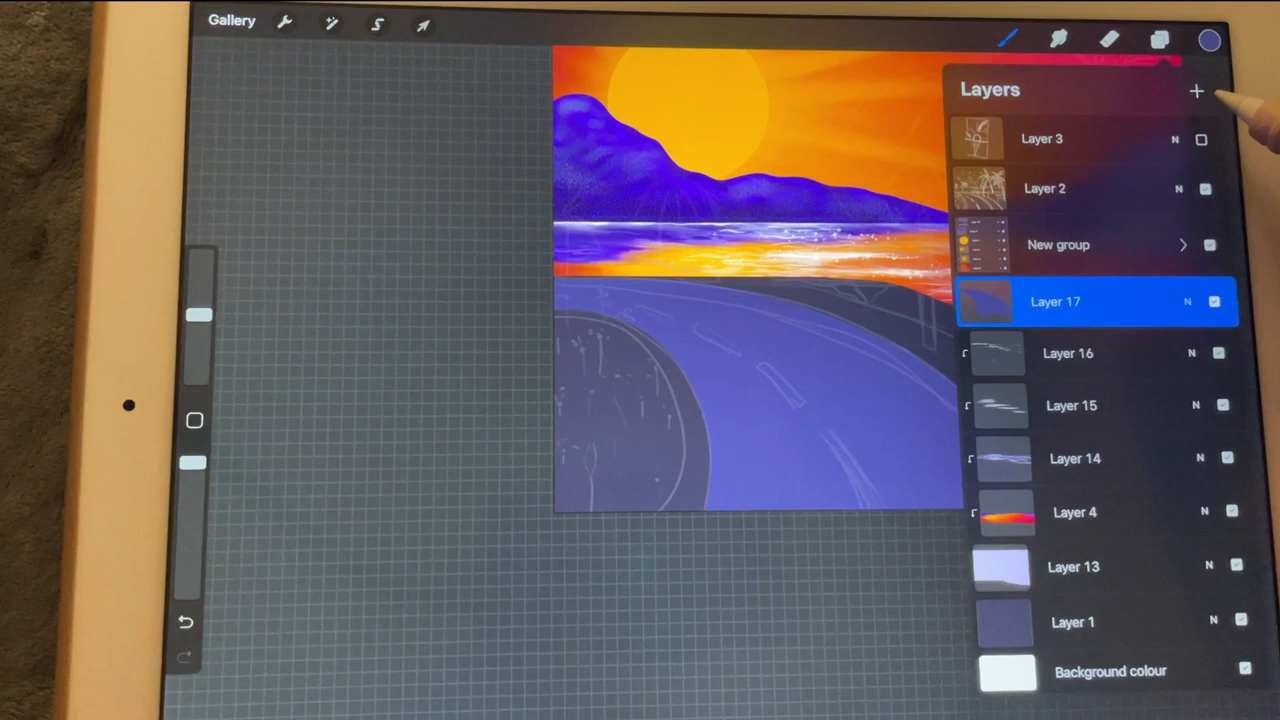 Gallery
Layers
Layer 3 N
Layer 2 N
New group
Layer 17 N
Layer 16 N
Layer 15 N
Layer 14 N
Layer 4 N
Layer 13 N
Layer 1 N
Background colour